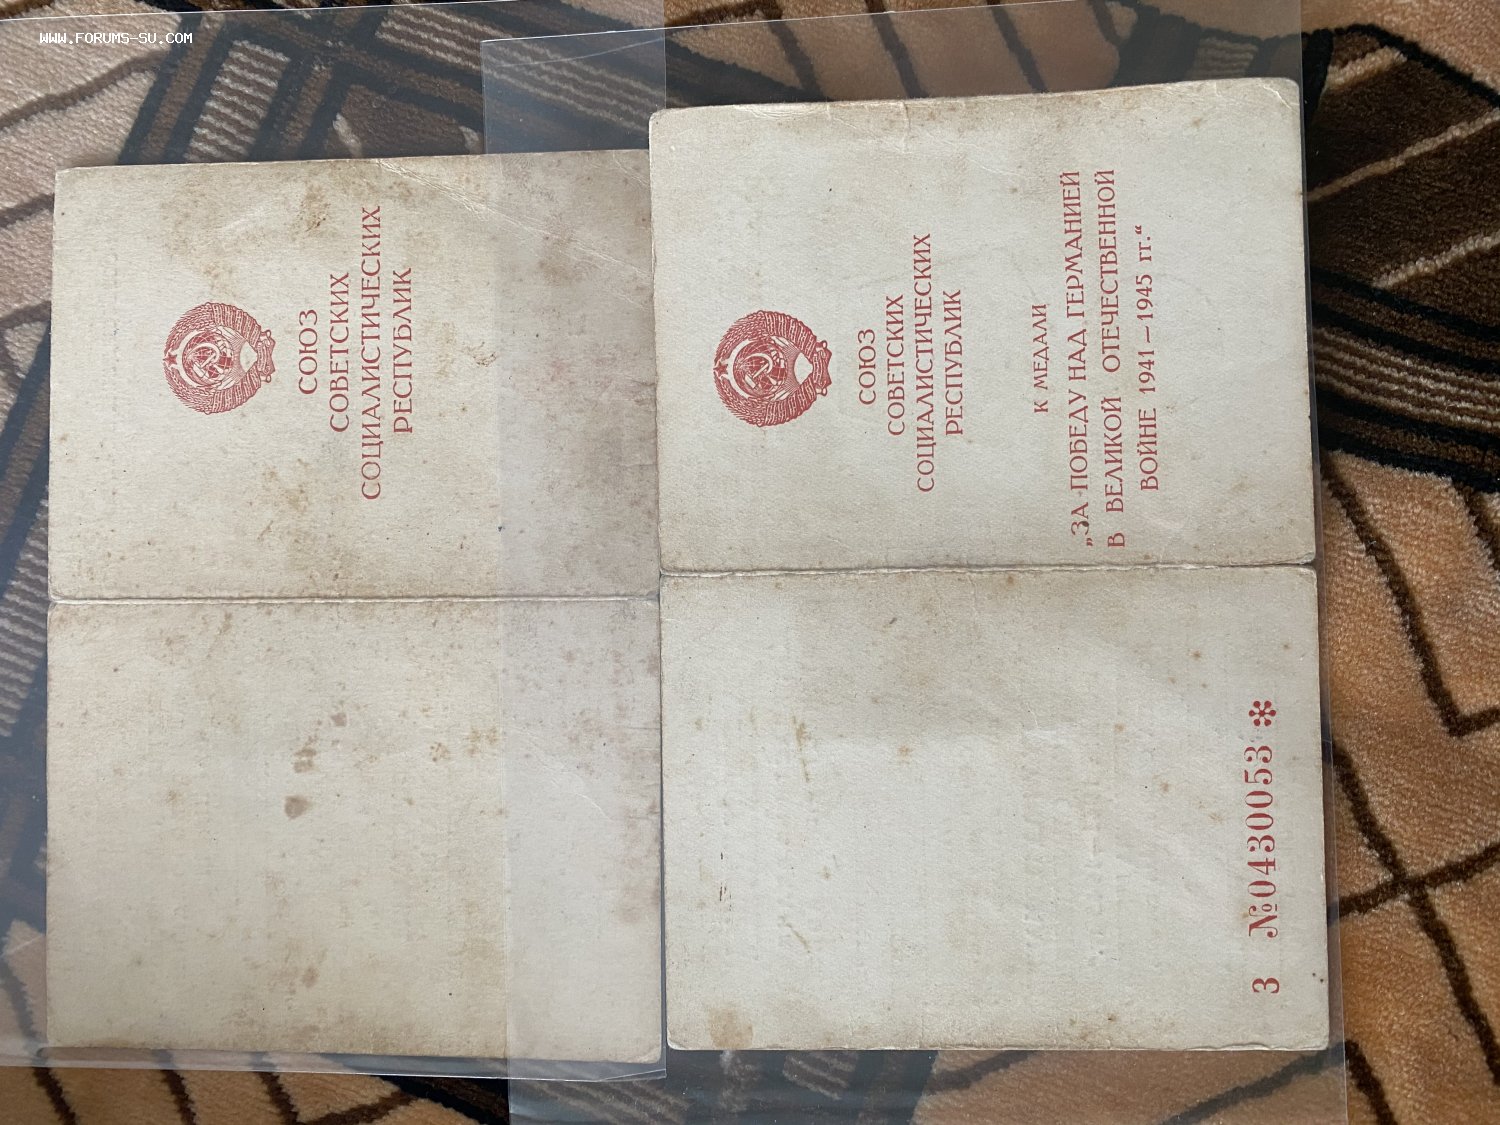 WWW.FORUMS-SU.COM
СОЮЗ
СОВЕТСКИХ
СОЦИАЛИСТИЧЕСКИХ
РЕСПУБЛИК
СОЮЗ
СОВЕТСКИХ
СОЦИАЛИСТИЧЕСКИХ
РЕСПУБЛИК
К МЕДАЛИ
„ЗА ПОБЕДУ НАД ГЕРМАНИЕЙ
В ВЕЛИКОЙ ОТЕЧЕСТВЕННОЙ
ВОЙНЕ 1941—1945 гг.“
З №0430053 *